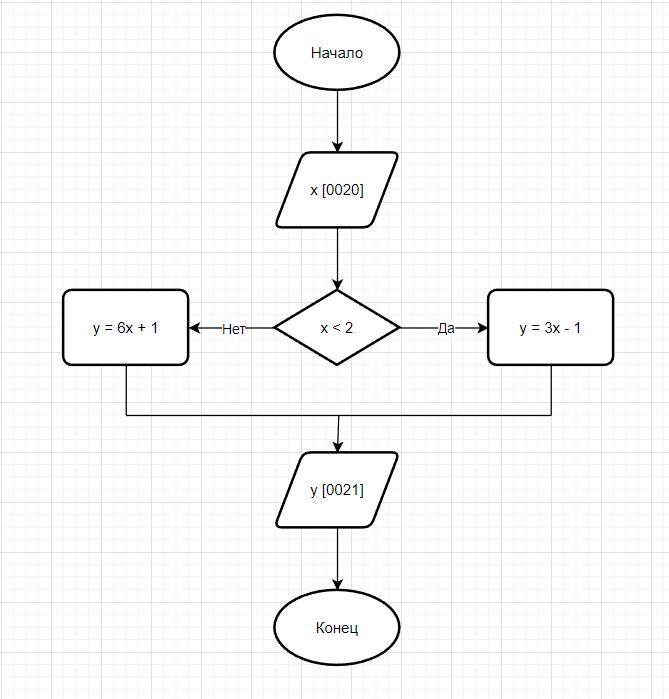 Начало
x [0020]
y = 6x + 1
Нет
x < 2
Да
y = 3x - 1
y [0021]
Конец